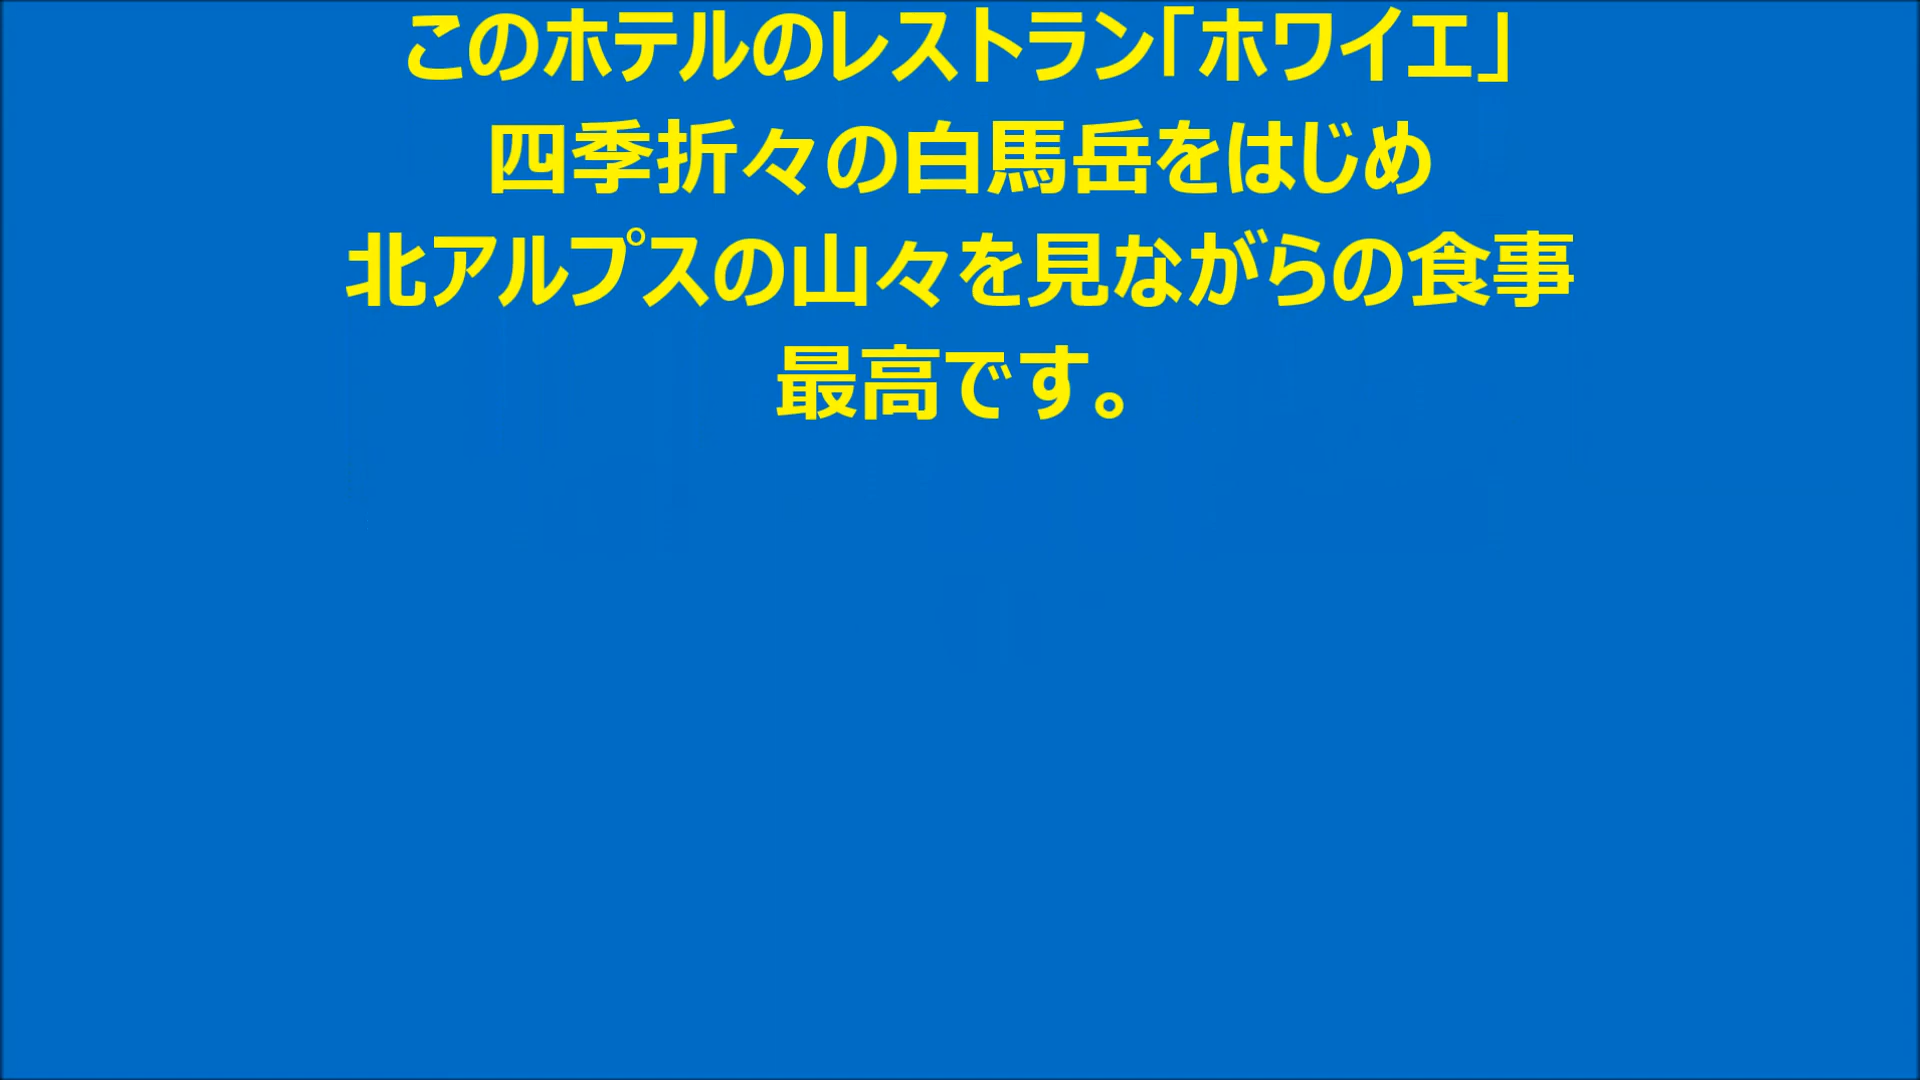 このホテルのレストラン「ホワイエ」
四季折々の白馬岳をはじめ
北アルプスの山々を見ながらの食事
最高です。